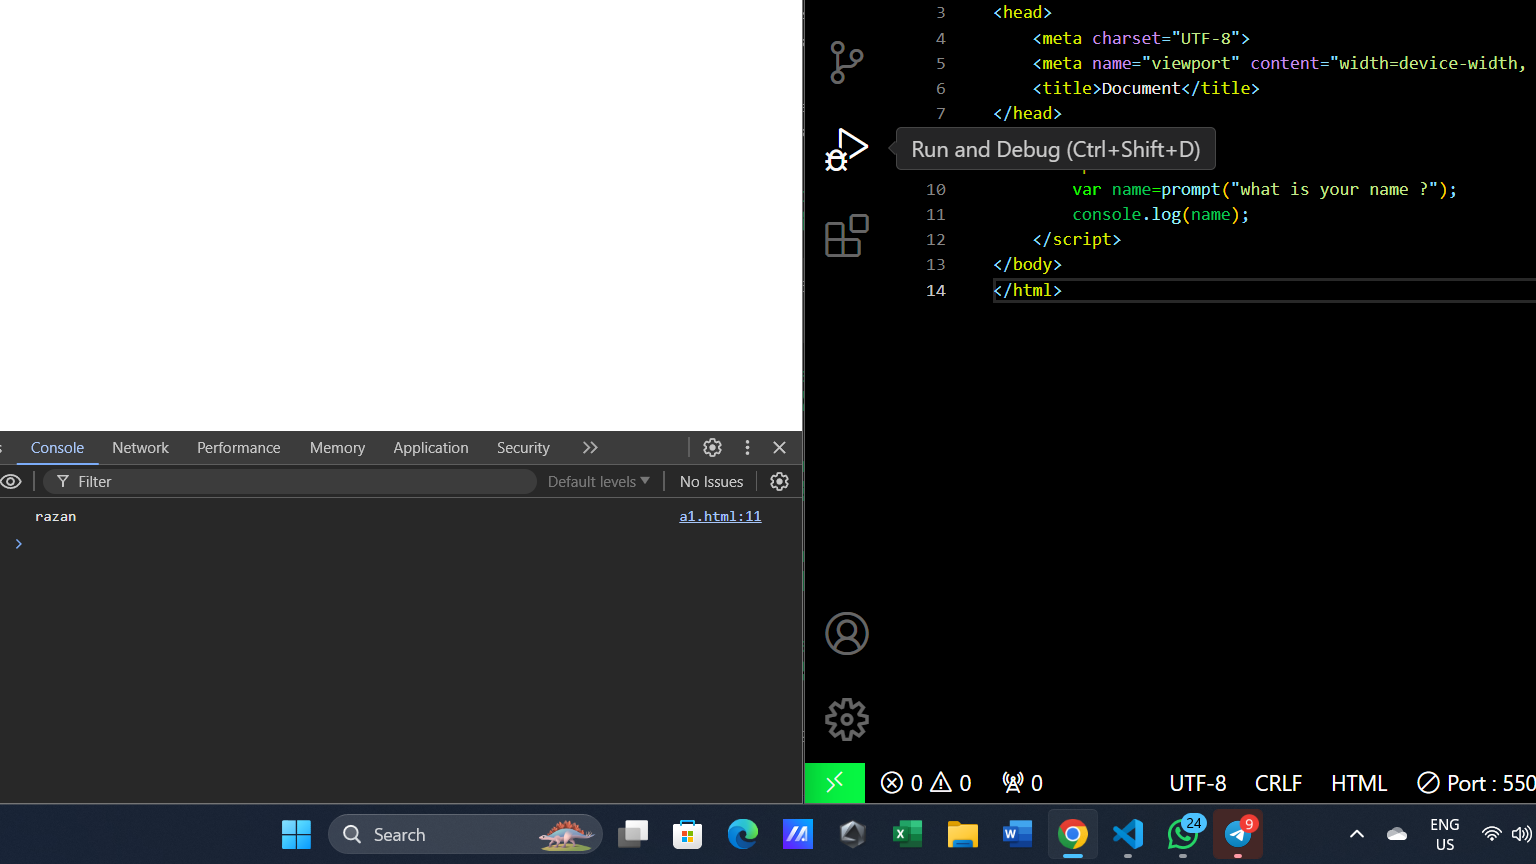 3 <head>
4 <meta charset="UTF-8">
5 <meta name="viewport" content="width=device-width,
6 <title>Document</title>
7 </head>
Run and Debug (Ctrl+Shift+D)
10 var name=prompt("what is your name ?");
11 console.log(name);
12 </script>
13 </body>
14 </html>
Console Network Performance Memory Application Security
Filter Default levels No Issues
razan a1.html:11
0 0 0 UTF-8 CRLF HTML Port : 550
Search
24
9
ENG
US